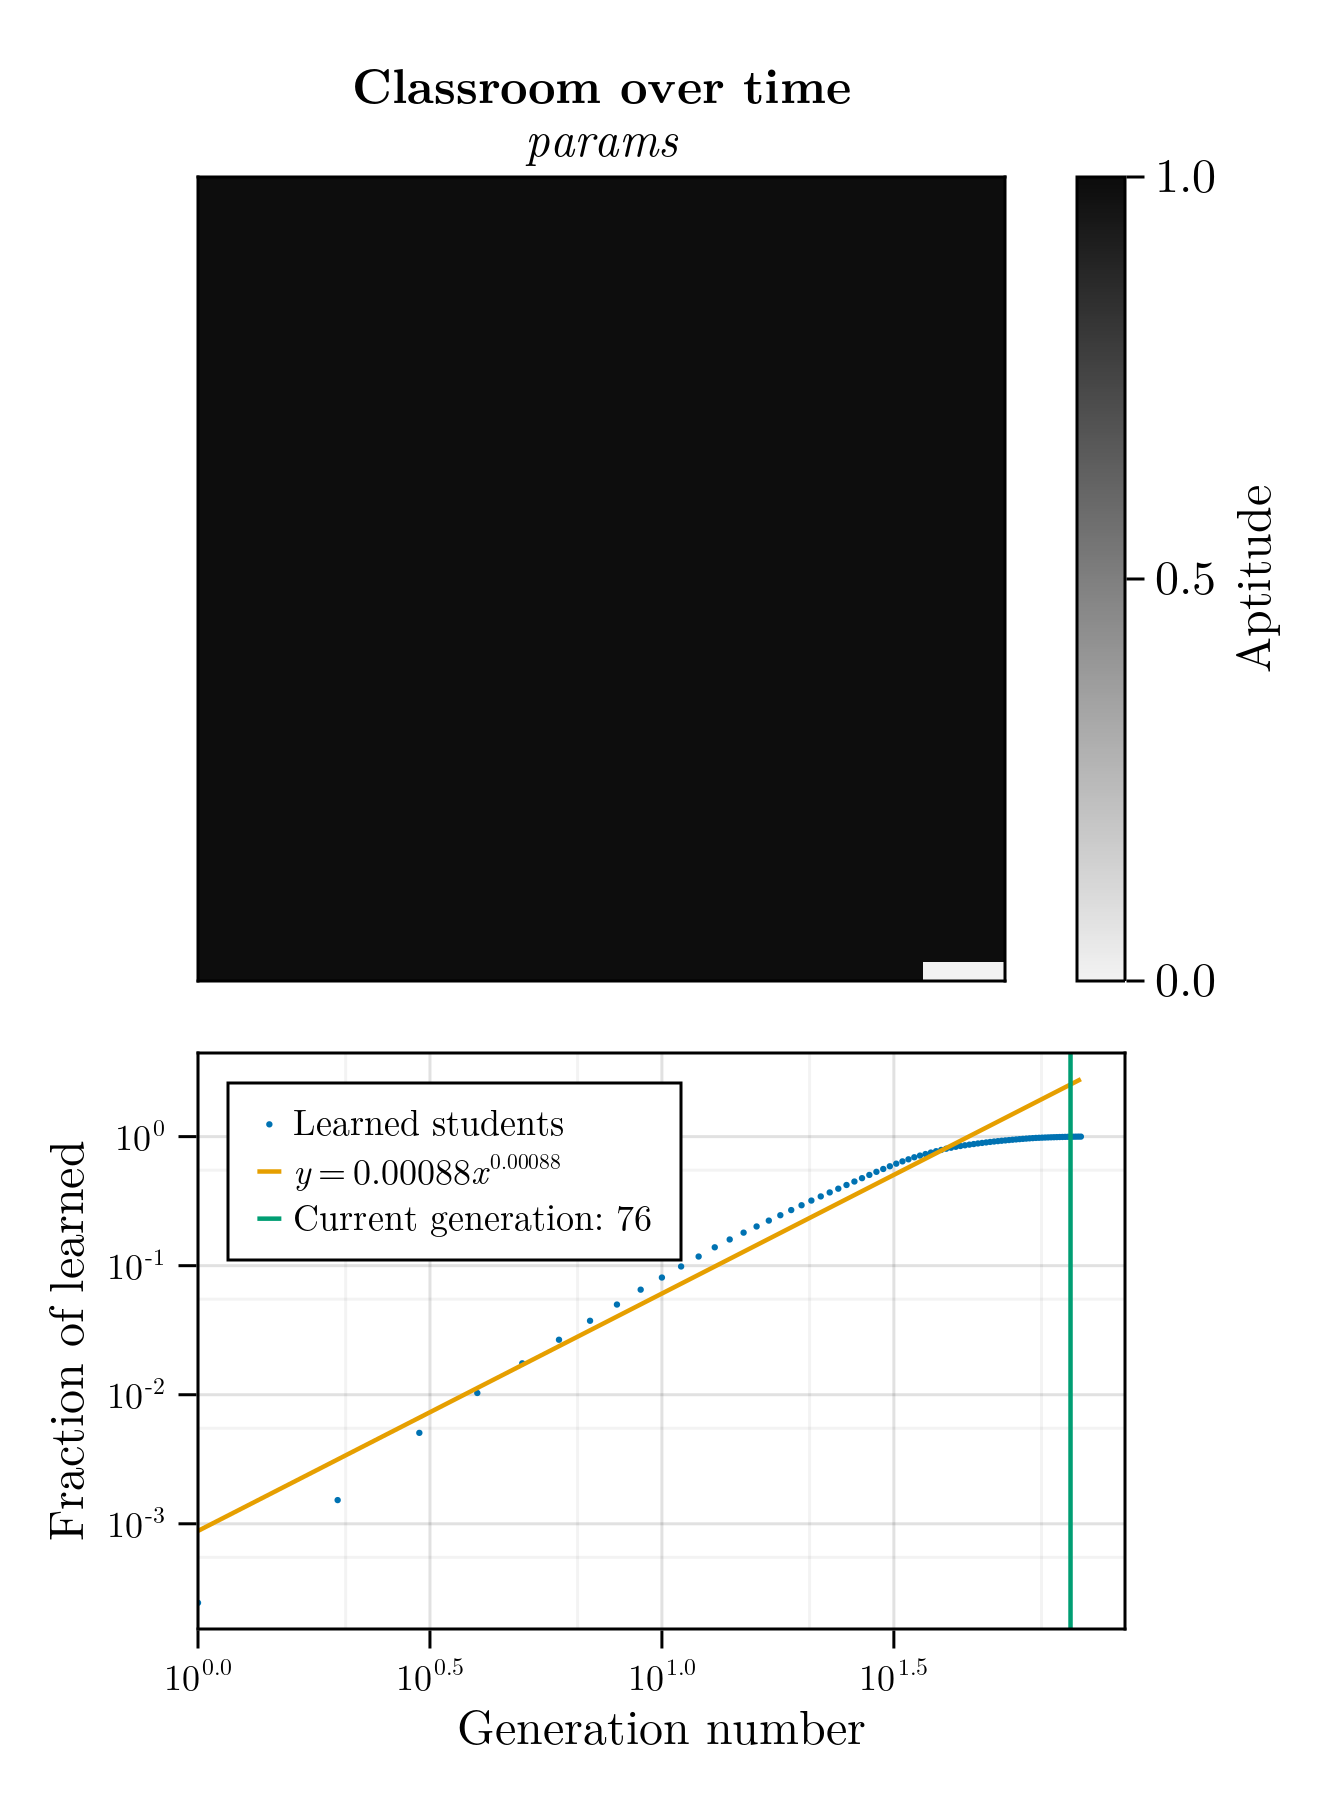 Classroom over time
params
1.0
0.5
0.0
Aptitude
Learned students
y = 0.00088x^0.00088
Current generation: 76
Fraction of learned
10^0
10^-1
10^-2
10^-3
10^0.0 10^0.5 10^1.0 10^1.5
Generation number